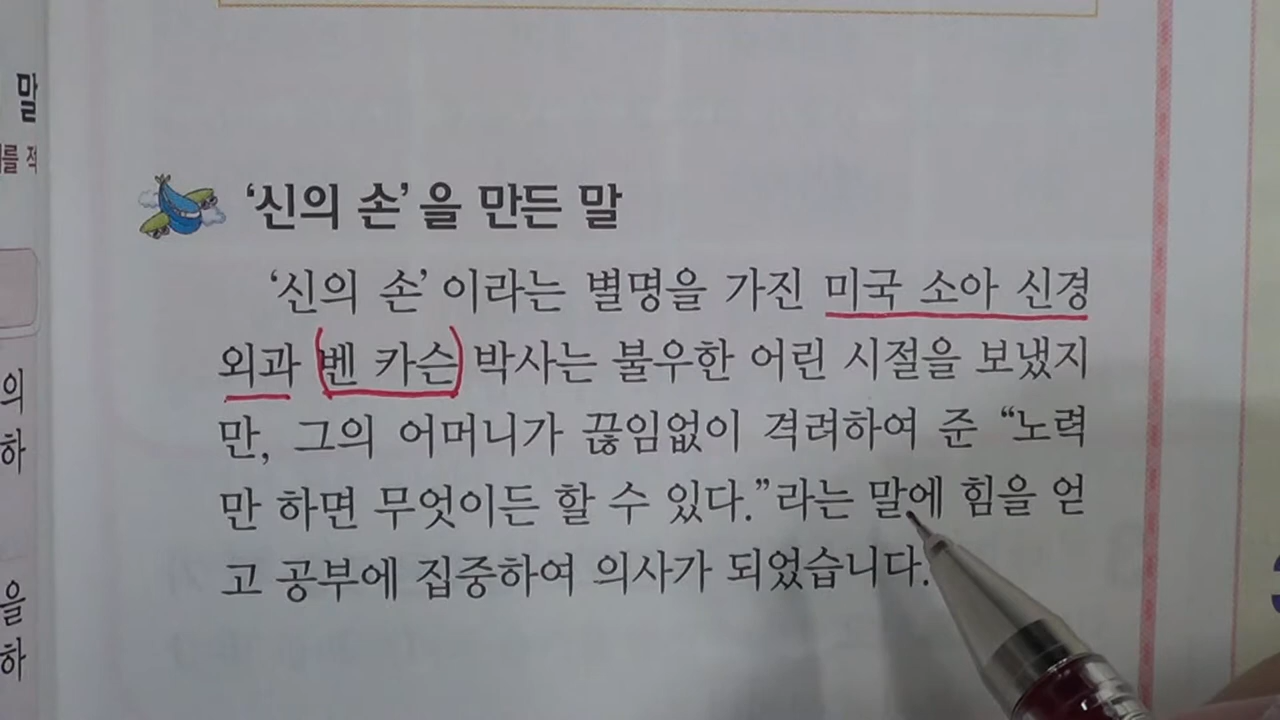 말
를 적
의
하
을
하
‘신의 손’을 만든 말
‘신의 손’이라는 별명을 가진 미국 소아 신경
외과 벤 카슨 박사는 불우한 어린 시절을 보냈지
만, 그의 어머니가 끊임없이 격려하여 준 “노력
만 하면 무엇이든 할 수 있다.”라는 말에 힘을 얻
고 공부에 집중하여 의사가 되었습니다.